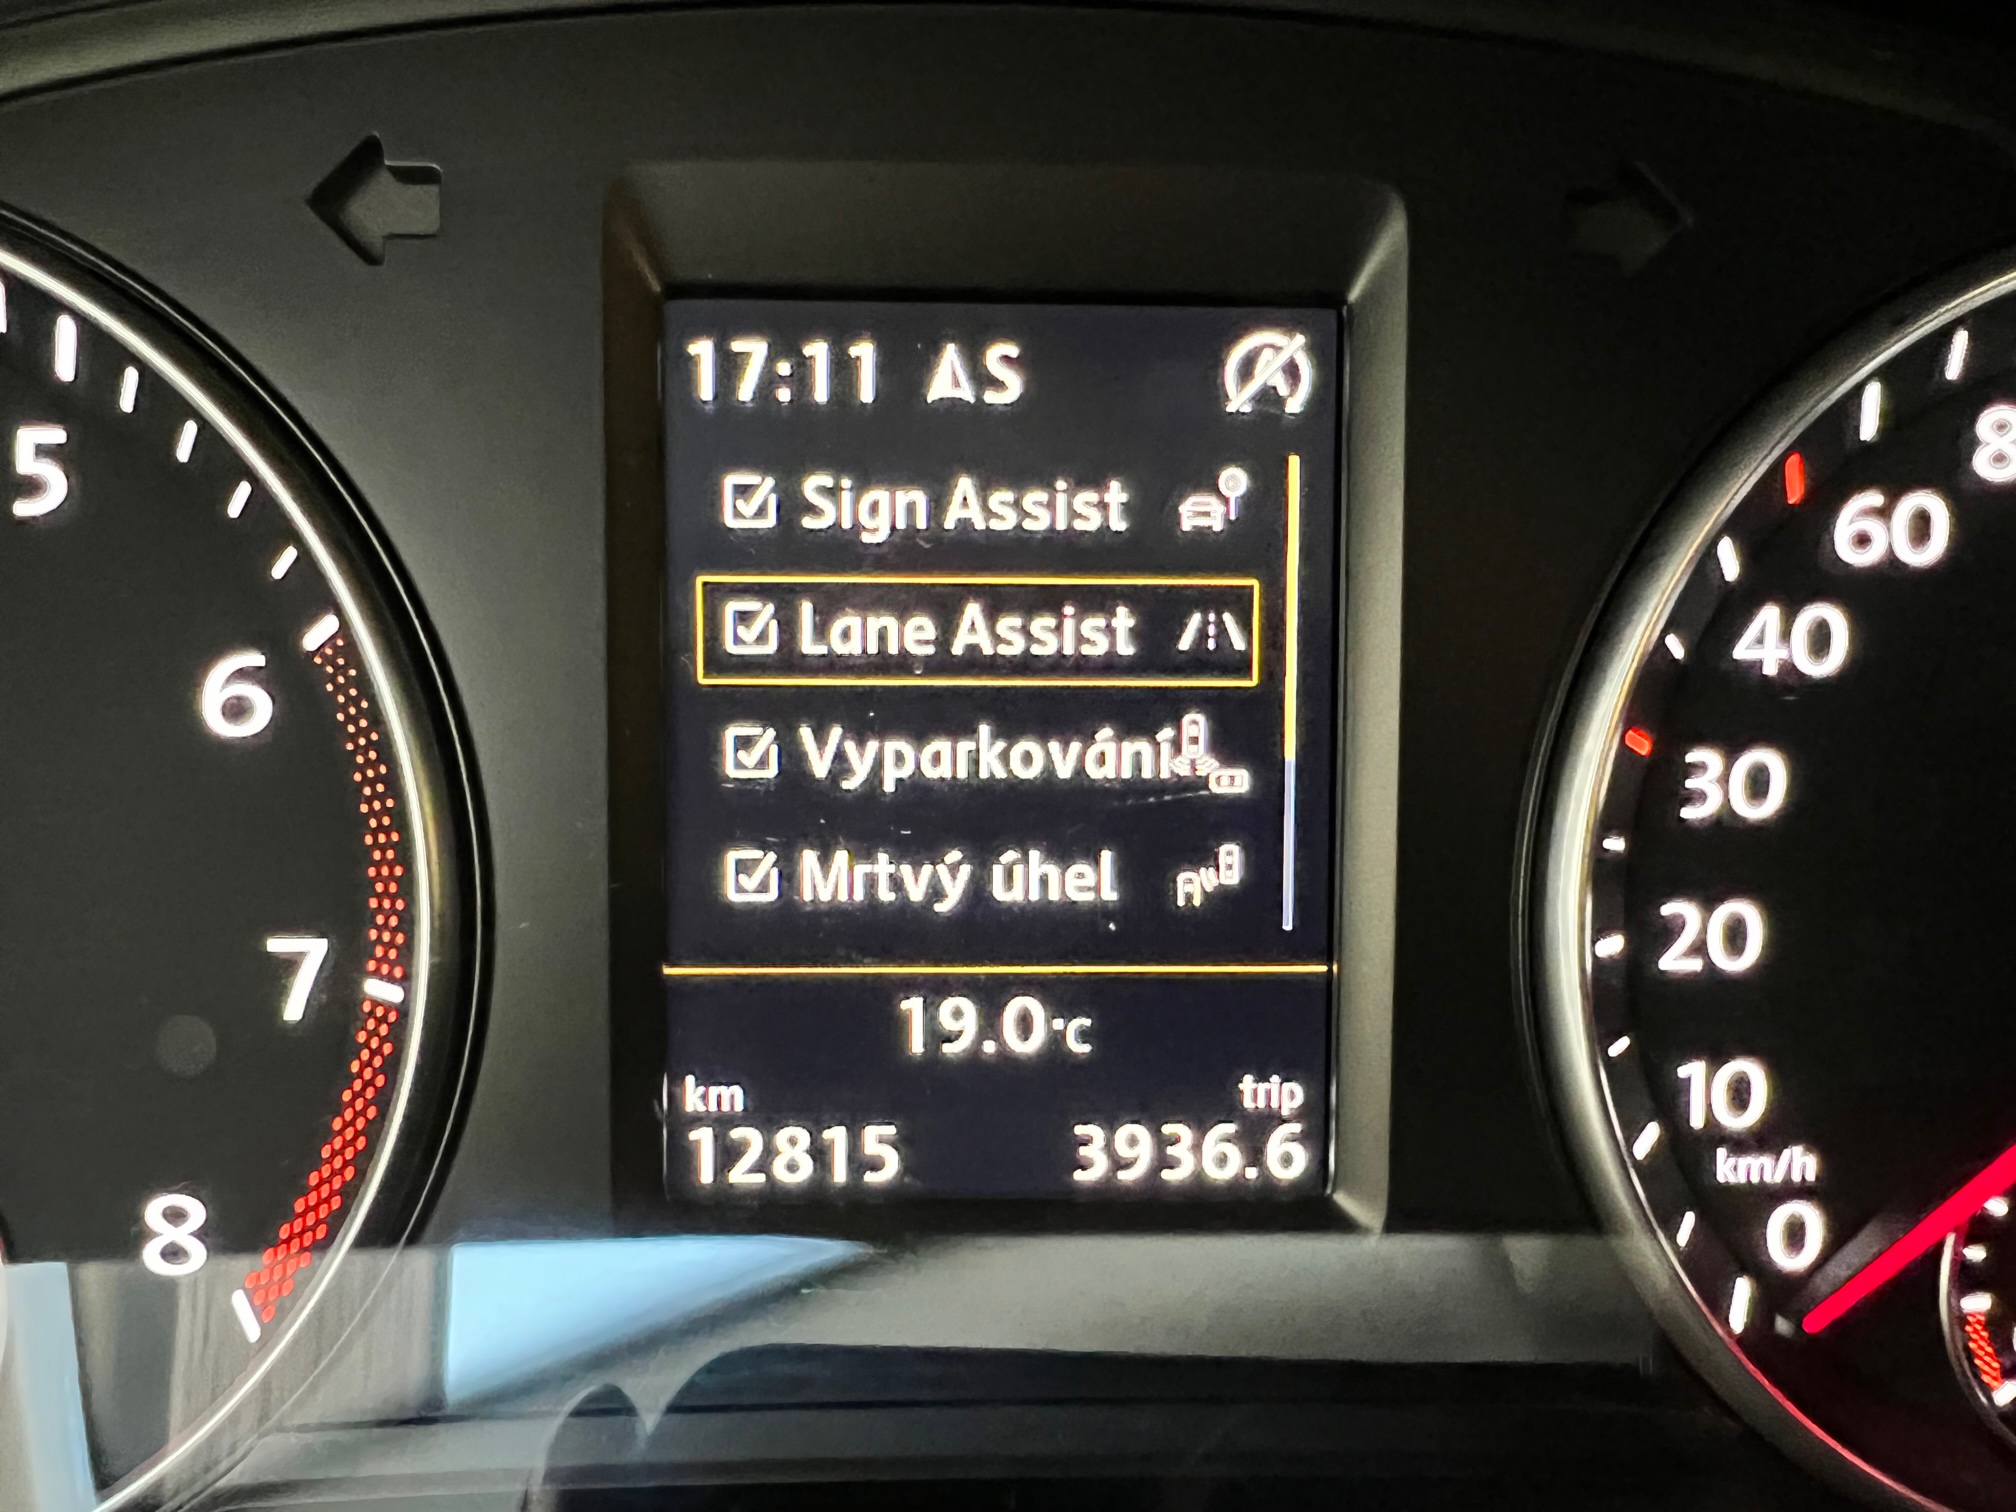 17:11 S
Sign Assist
Lane Assist
Vyparkování
Mrtvý úhel
19.0°C
km trip
12815 3936.6
5
6
7
8
8
60
40
30
20
10
km/h
0